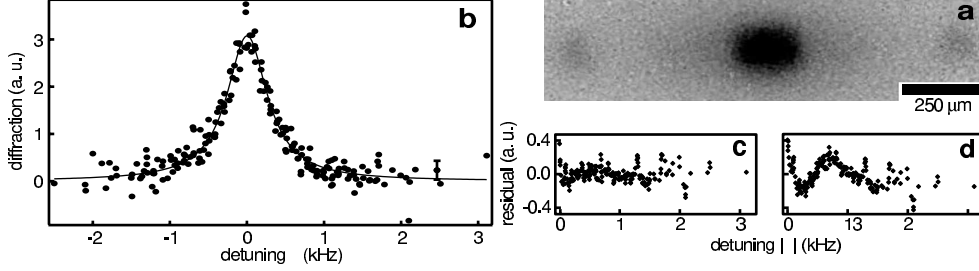 b
diffraction (a. u.)
3
2
1
0
-2 -1 0 1 2 3
detuning (kHz)
a
250 µm
residual (a. u.)
0.4
0.0
-0.4
c
d
0 1 2 3
0 13 2
detuning | | (kHz)